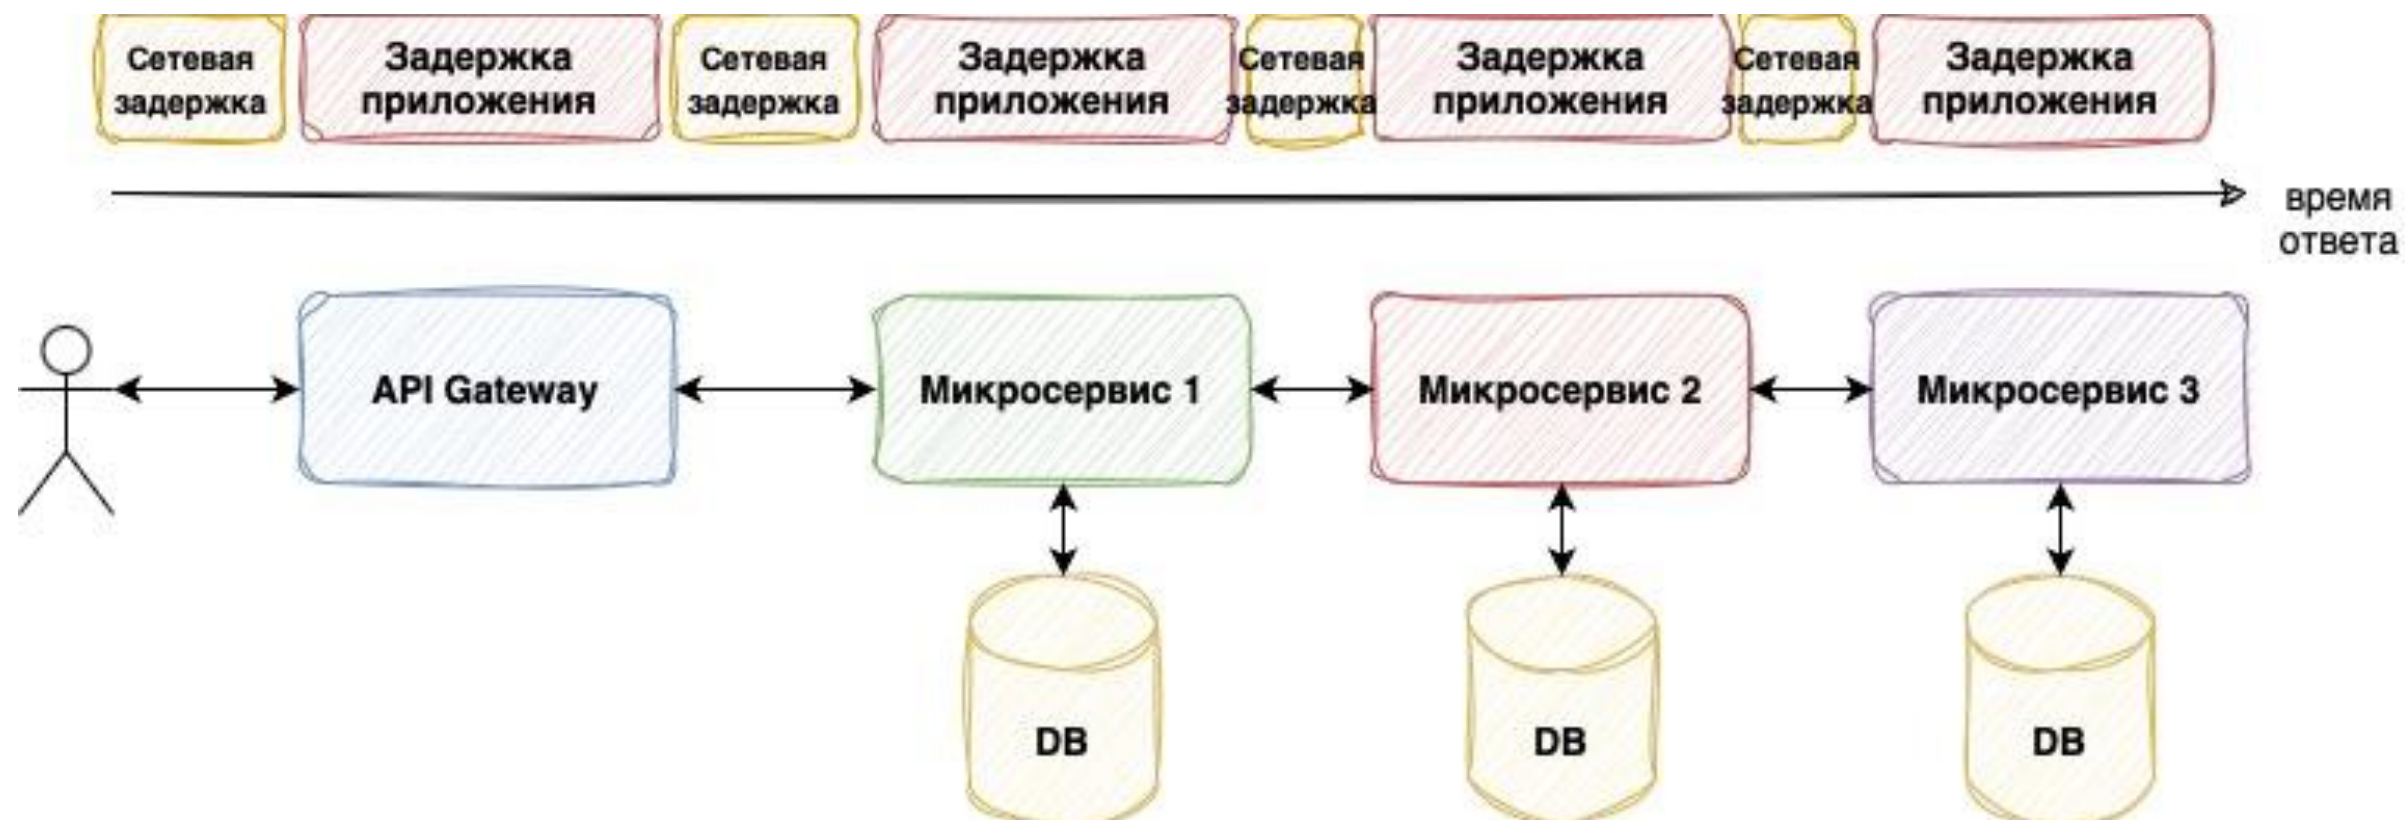 Сетевая
задержка
Задержка
приложения
Сетевая
задержка
Задержка
приложения
Сетевая
задержка
Задержка
приложения
Сетевая
задержка
Задержка
приложения
время
ответа
API Gateway
Микросервис 1
Микросервис 2
Микросервис 3
DB
DB
DB